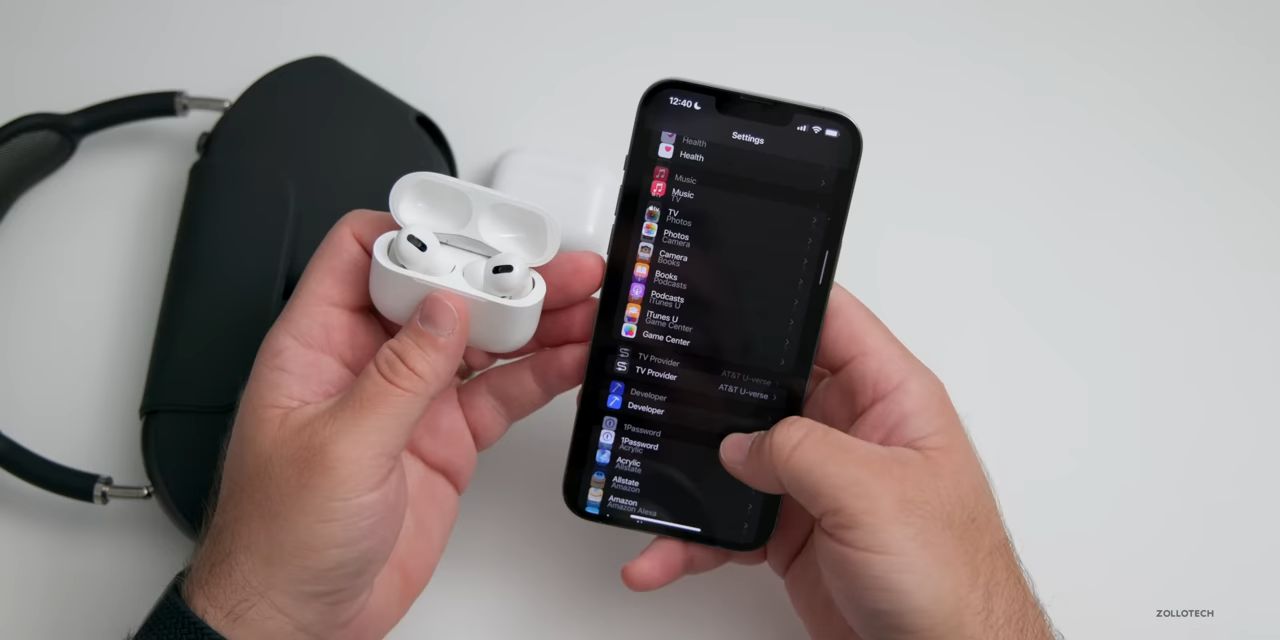 12:40
Settings
Health
Health
Music
Music
TV
TV
Photos
Photos
Camera
Camera
Books
Books
Podcasts
Podcasts
iTunes U
iTunes U
Game Center
Game Center
TV Provider
AT&T U-verse
TV Provider
AT&T U-verse
Developer
Developer
1Password
1Password
Acrylic
Acrylic
Allstate
Allstate
Amazon
Amazon
Amazon Alexa
ZOLLOTECH